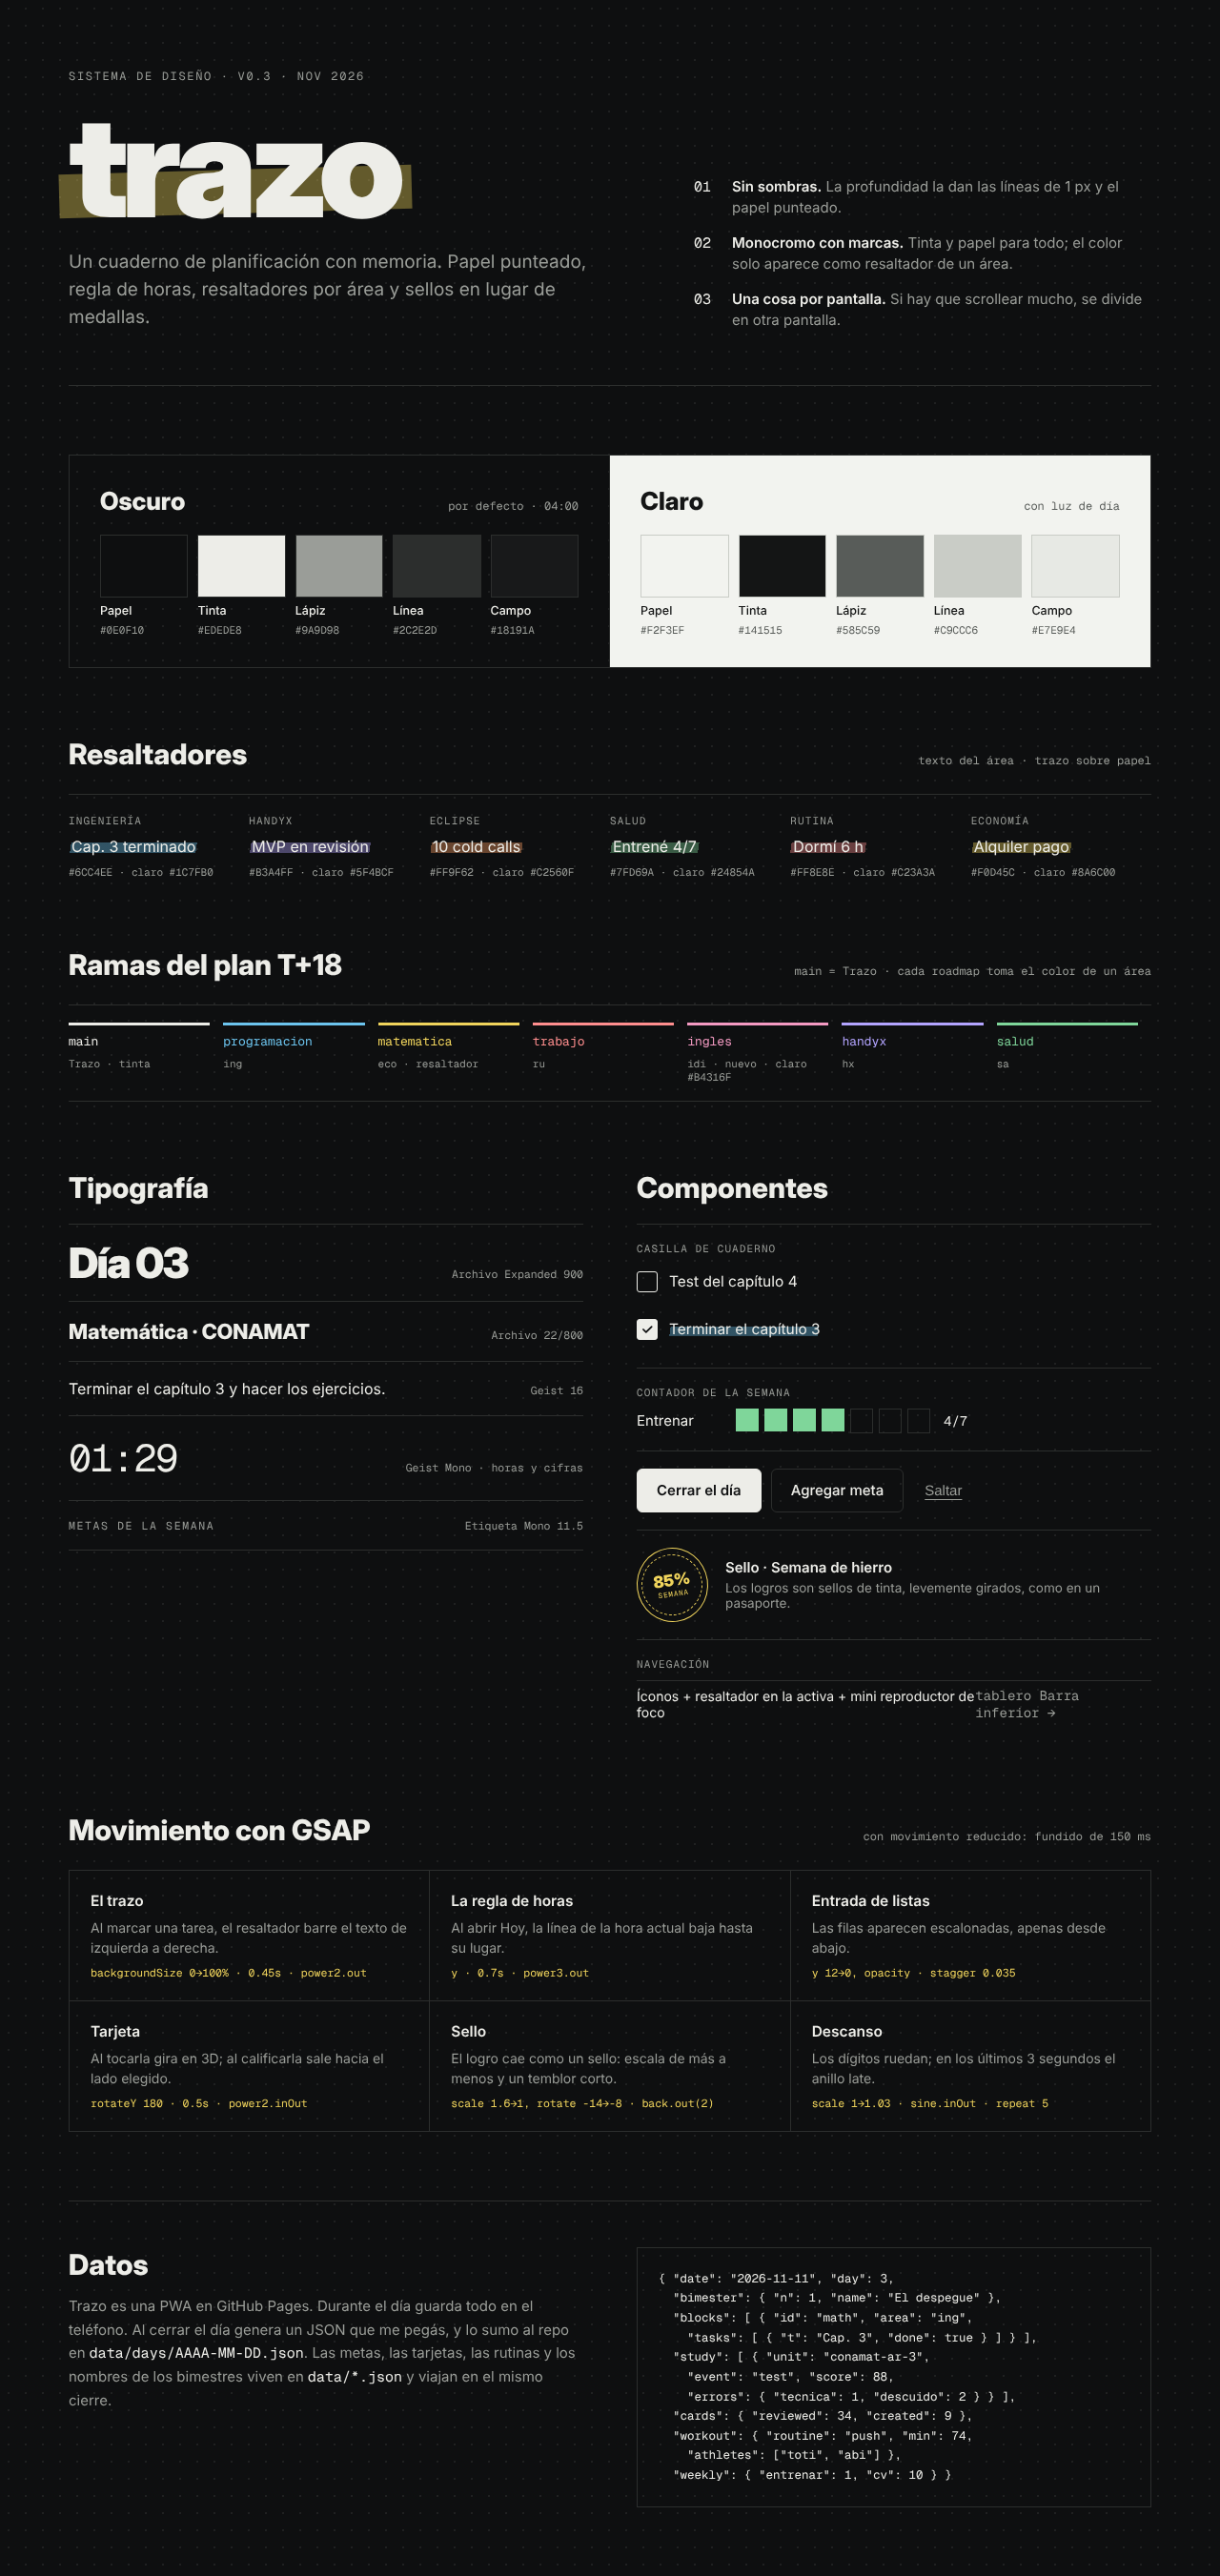 SISTEMA DE DISEÑO · V0.3 · NOV 2026
trazo
Un cuaderno de planificación con memoria. Papel punteado,
regla de horas, resaltadores por área y sellos en lugar de
medallas.
01 Sin sombras. La profundidad la dan las líneas de 1 px y el
papel punteado.
02 Monocromo con marcas. Tinta y papel para todo; el color
solo aparece como resaltador de un área.
03 Una cosa por pantalla. Si hay que scrollear mucho, se divide
en otra pantalla.
Oscuro por defecto · 04:00
Papel Tinta Lápiz Línea Campo
#0E0F10 #EDEDE8 #9A9D98 #2C2E2D #18191A
Claro con luz de día
Papel Tinta Lápiz Línea Campo
#F2F3EF #141515 #585C59 #C9CCC6 #E7E9E4
Resaltadores texto del área · trazo sobre papel
INGENIERÍA HANDYX ECLIPSE SALUD RUTINA ECONOMÍA
Cap. 3 terminado MVP en revisión 10 cold calls Entrené 4/7 Dormí 6 h Alquiler pago
#6CC4EE · claro #1C7FB0 #B3A4FF · claro #5F4BCF #FF9F62 · claro #C2560F #7FD69A · claro #24854A #FF8E8E · claro #C23A3A #F0D45C · claro #8A6C00
Ramas del plan T+18 main = Trazo · cada roadmap toma el color de un área
main programacion matematica trabajo ingles handyx salud
Trazo · tinta ing eco · resaltador ru idi · nuevo · claro hx sa
#B4316F
Tipografía
Día 03 Archivo Expanded 900
Matemática · CONAMAT Archivo 22/800
Terminar el capítulo 3 y hacer los ejercicios. Geist 16
01:29 Geist Mono · horas y cifras
METAS DE LA SEMANA Etiqueta Mono 11.5
Componentes
CASILLA DE CUADERNO
Test del capítulo 4
Terminar el capítulo 3
CONTADOR DE LA SEMANA
Entrenar 4/7
Cerrar el día Agregar meta Saltar
85%
SEMANA
Sello · Semana de hierro
Los logros son sellos de tinta, levemente girados, como en un
pasaporte.
NAVEGACIÓN
Íconos + resaltador en la activa + mini reproductor de tablero Barra
foco inferior →
Movimiento con GSAP con movimiento reducido: fundido de 150 ms
El trazo
Al marcar una tarea, el resaltador barre el texto de
izquierda a derecha.
backgroundSize 0→100% · 0.45s · power2.out
La regla de horas
Al abrir Hoy, la línea de la hora actual baja hasta
su lugar.
y · 0.7s · power3.out
Entrada de listas
Las filas aparecen escalonadas, apenas desde
abajo.
y 12→0, opacity · stagger 0.035
Tarjeta
Al tocarla gira en 3D; al calificarla sale hacia el
lado elegido.
rotateY 180 · 0.5s · power2.inOut
Sello
El logro cae como un sello: escala de más a
menos y un temblor corto.
scale 1.6→1, rotate -14→-8 · back.out(2)
Descanso
Los dígitos ruedan; en los últimos 3 segundos el
anillo late.
scale 1→1.03 · sine.inOut · repeat 5
Datos
Trazo es una PWA en GitHub Pages. Durante el día guarda todo en el
teléfono. Al cerrar el día genera un JSON que me pegás, y lo sumo al repo
en data/days/AAAA-MM-DD.json. Las metas, las tarjetas, las rutinas y los
nombres de los bimestres viven en data/*.json y viajan en el mismo
cierre.
{ "date": "2026-11-11", "day": 3,
"bimester": { "n": 1, "name": "El despegue" },
"blocks": [ { "id": "math", "area": "ing",
"tasks": [ { "t": "Cap. 3", "done": true } ] } ],
"study": [ { "unit": "conamat-ar-3",
"event": "test", "score": 88,
"errors": { "tecnica": 1, "descuido": 2 } } ],
"cards": { "reviewed": 34, "created": 9 },
"workout": { "routine": "push", "min": 74,
"athletes": ["toti", "abi"] },
"weekly": { "entrenar": 1, "cv": 10 } }